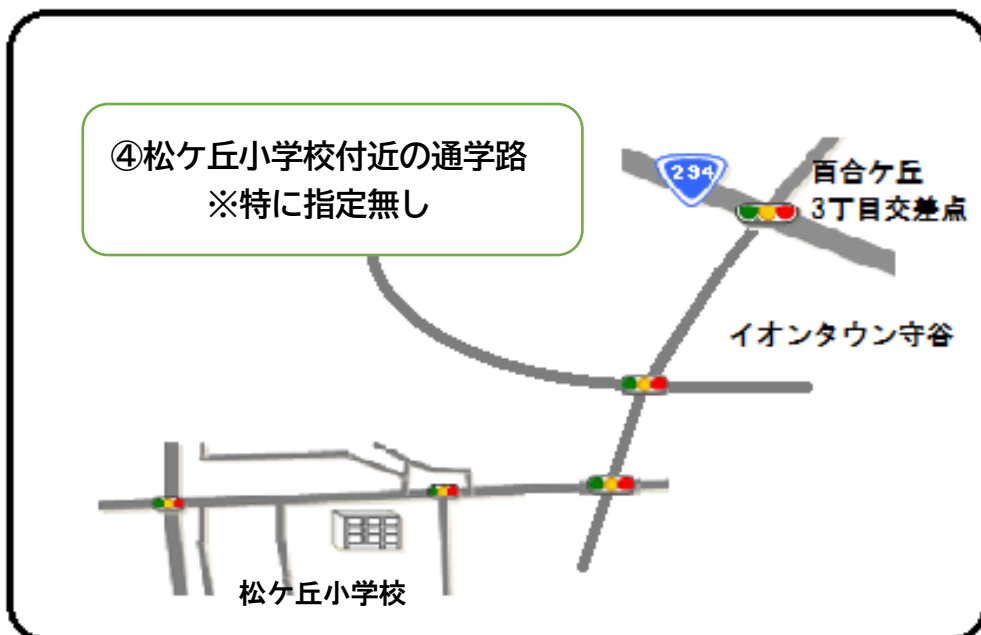 ④松ケ丘小学校付近の通学路
※特に指定無し
294
百合ケ丘
3丁目交差点
イオンタウン守谷
松ケ丘小学校